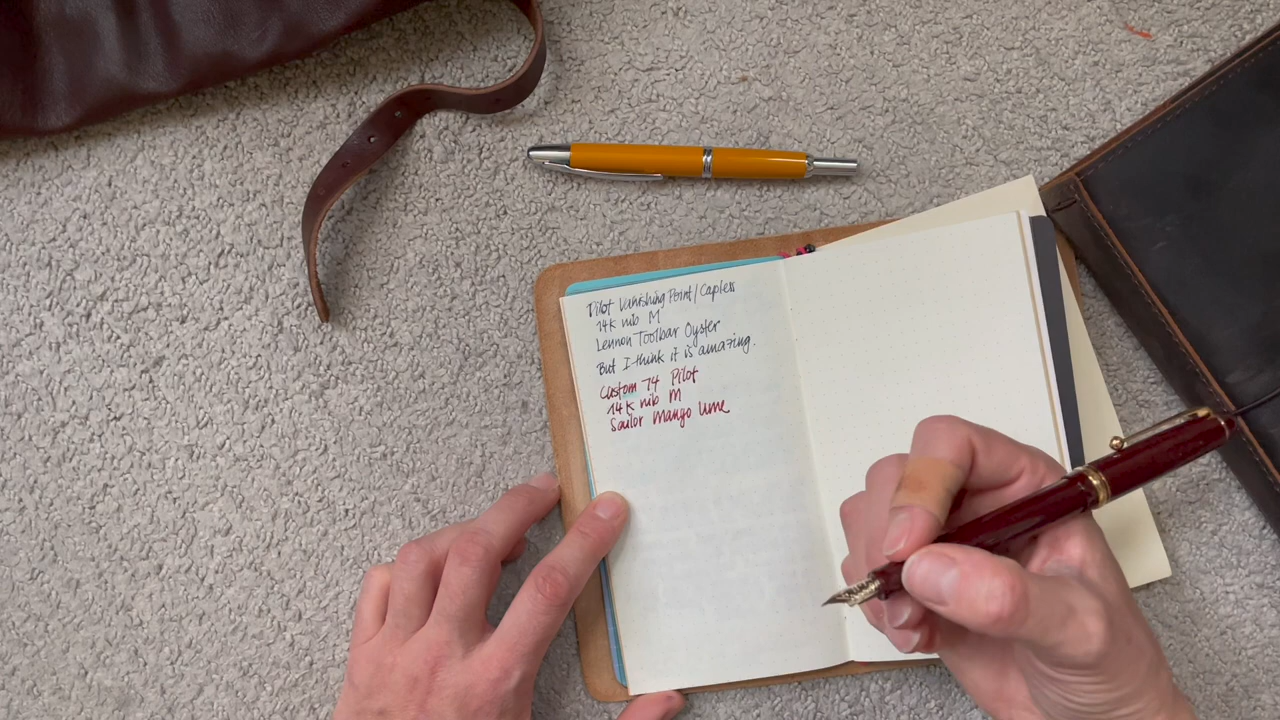 Pilot Vanishing Point/Capless
14K nib M
Lennon Toolbar Oyster
But I think it is amazing.
Custom 74 Pilot
14K nib M
Sailor Mango Lime